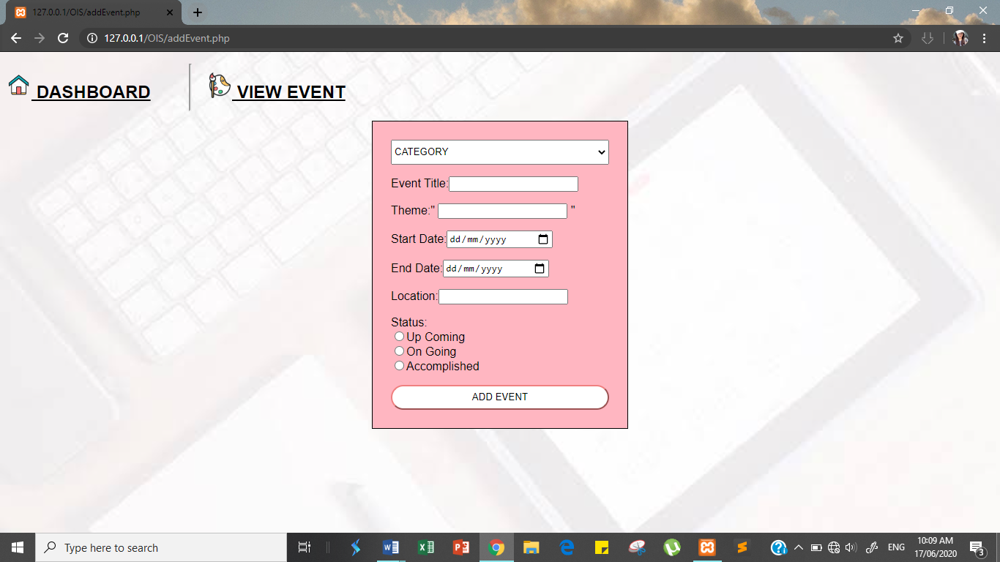 127.0.0.1/OIS/addEvent.php
127.0.0.1/OIS/addEvent.php
DASHBOARD
VIEW EVENT
CATEGORY
Event Title:
Theme:" "
Start Date: dd/mm/yyyy
End Date: dd/mm/yyyy
Location:
Status:
Up Coming
On Going
Accomplished
ADD EVENT
Type here to search
ENG
10:09 AM
17/06/2020
3